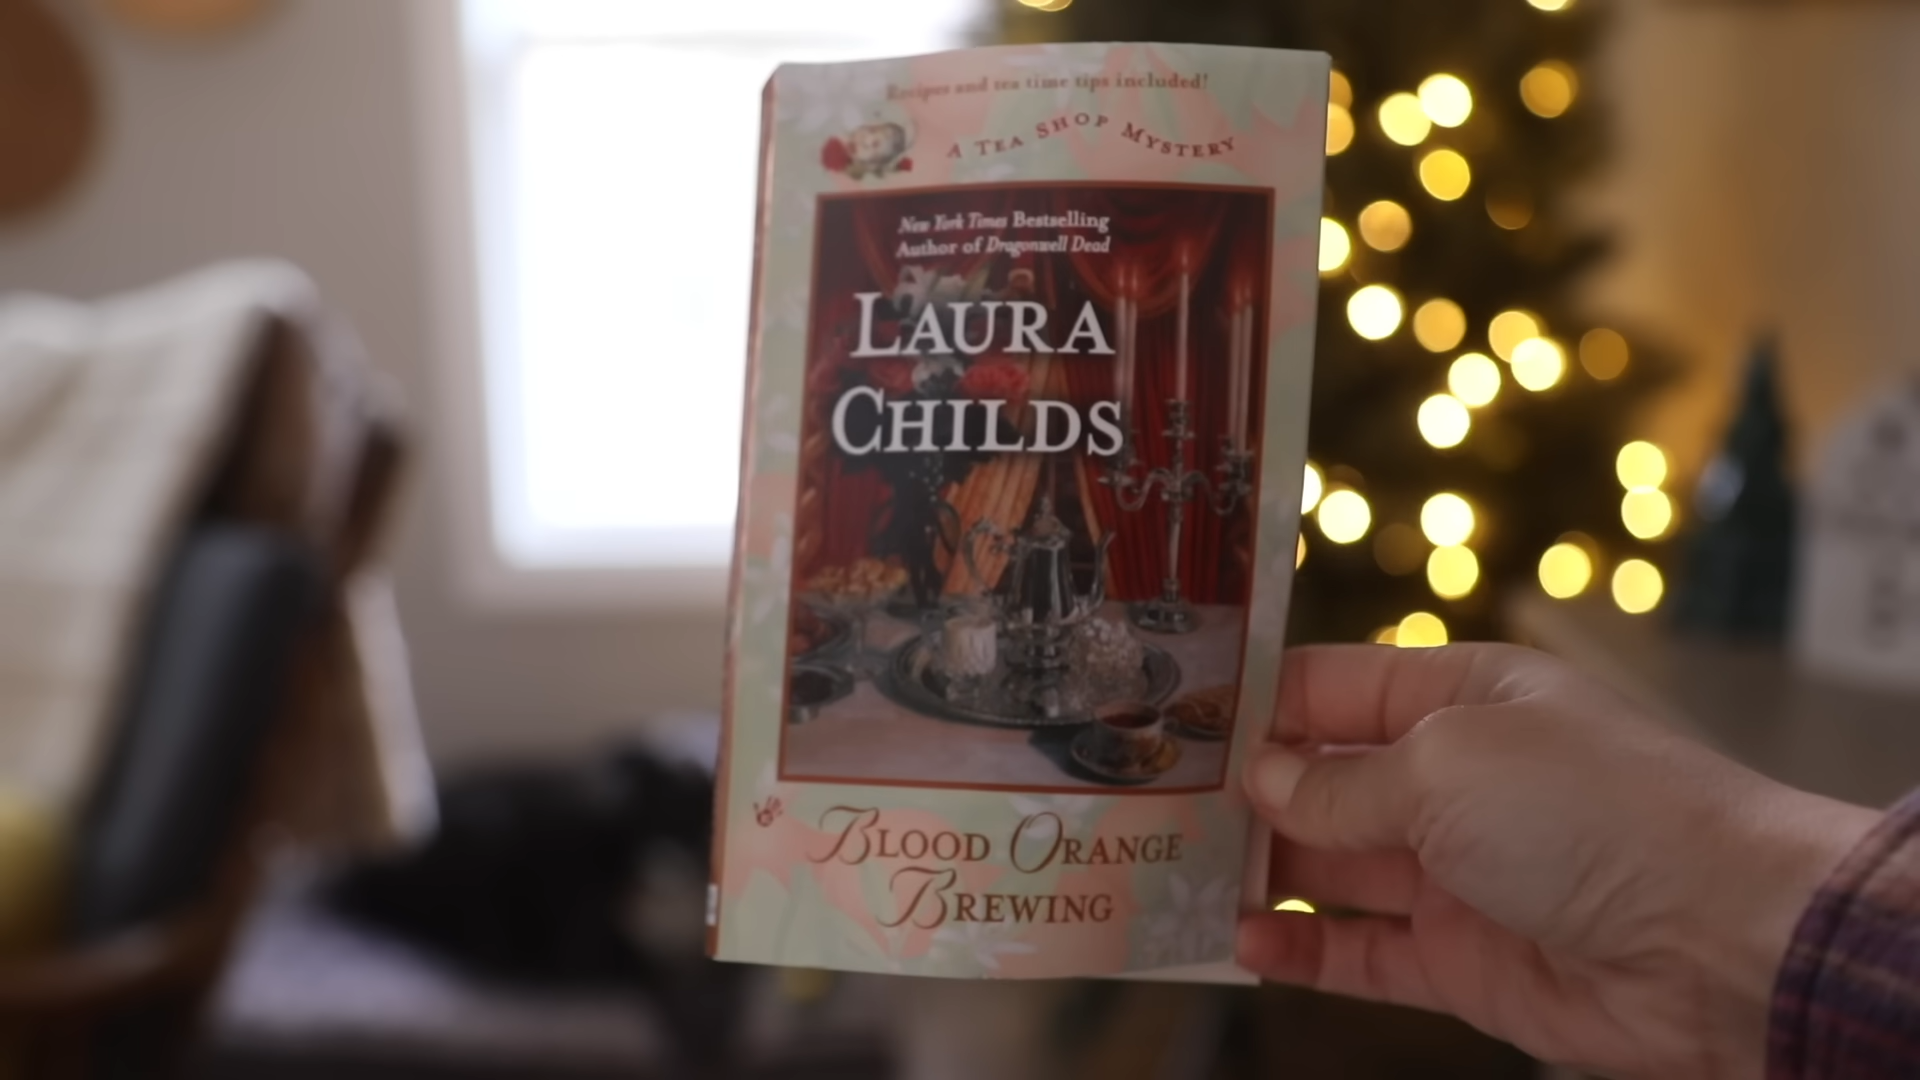 Recipes and tea time tips included!
A TEA SHOP MYSTERY
New York Times Bestselling
Author of Dragonwell Dead
LAURA
CHILDS
BLOOD ORANGE
BREWING